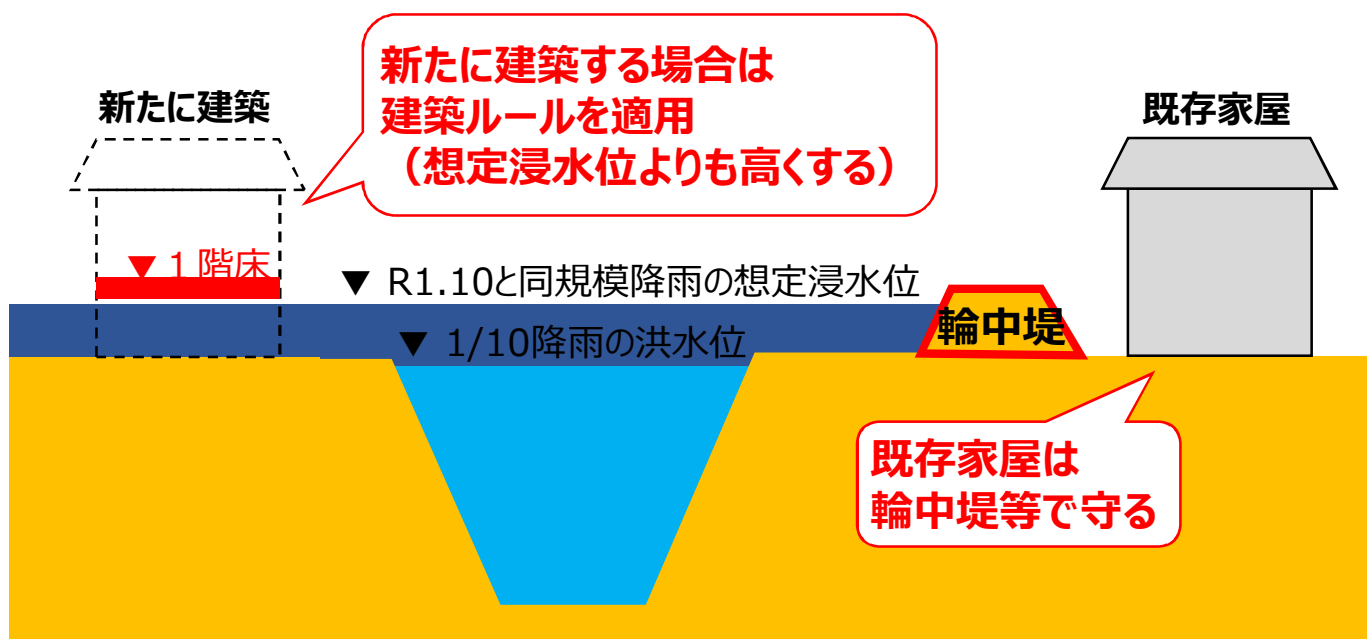 新たに建築する場合は
建築ルールを適用
（想定浸水位よりも高くする）
新たに建築
既存家屋
▼ １階床
▼ R1.10と同規模降雨の想定浸水位
▼ 1/10降雨の洪水位
輪中堤
既存家屋は
輪中堤等で守る